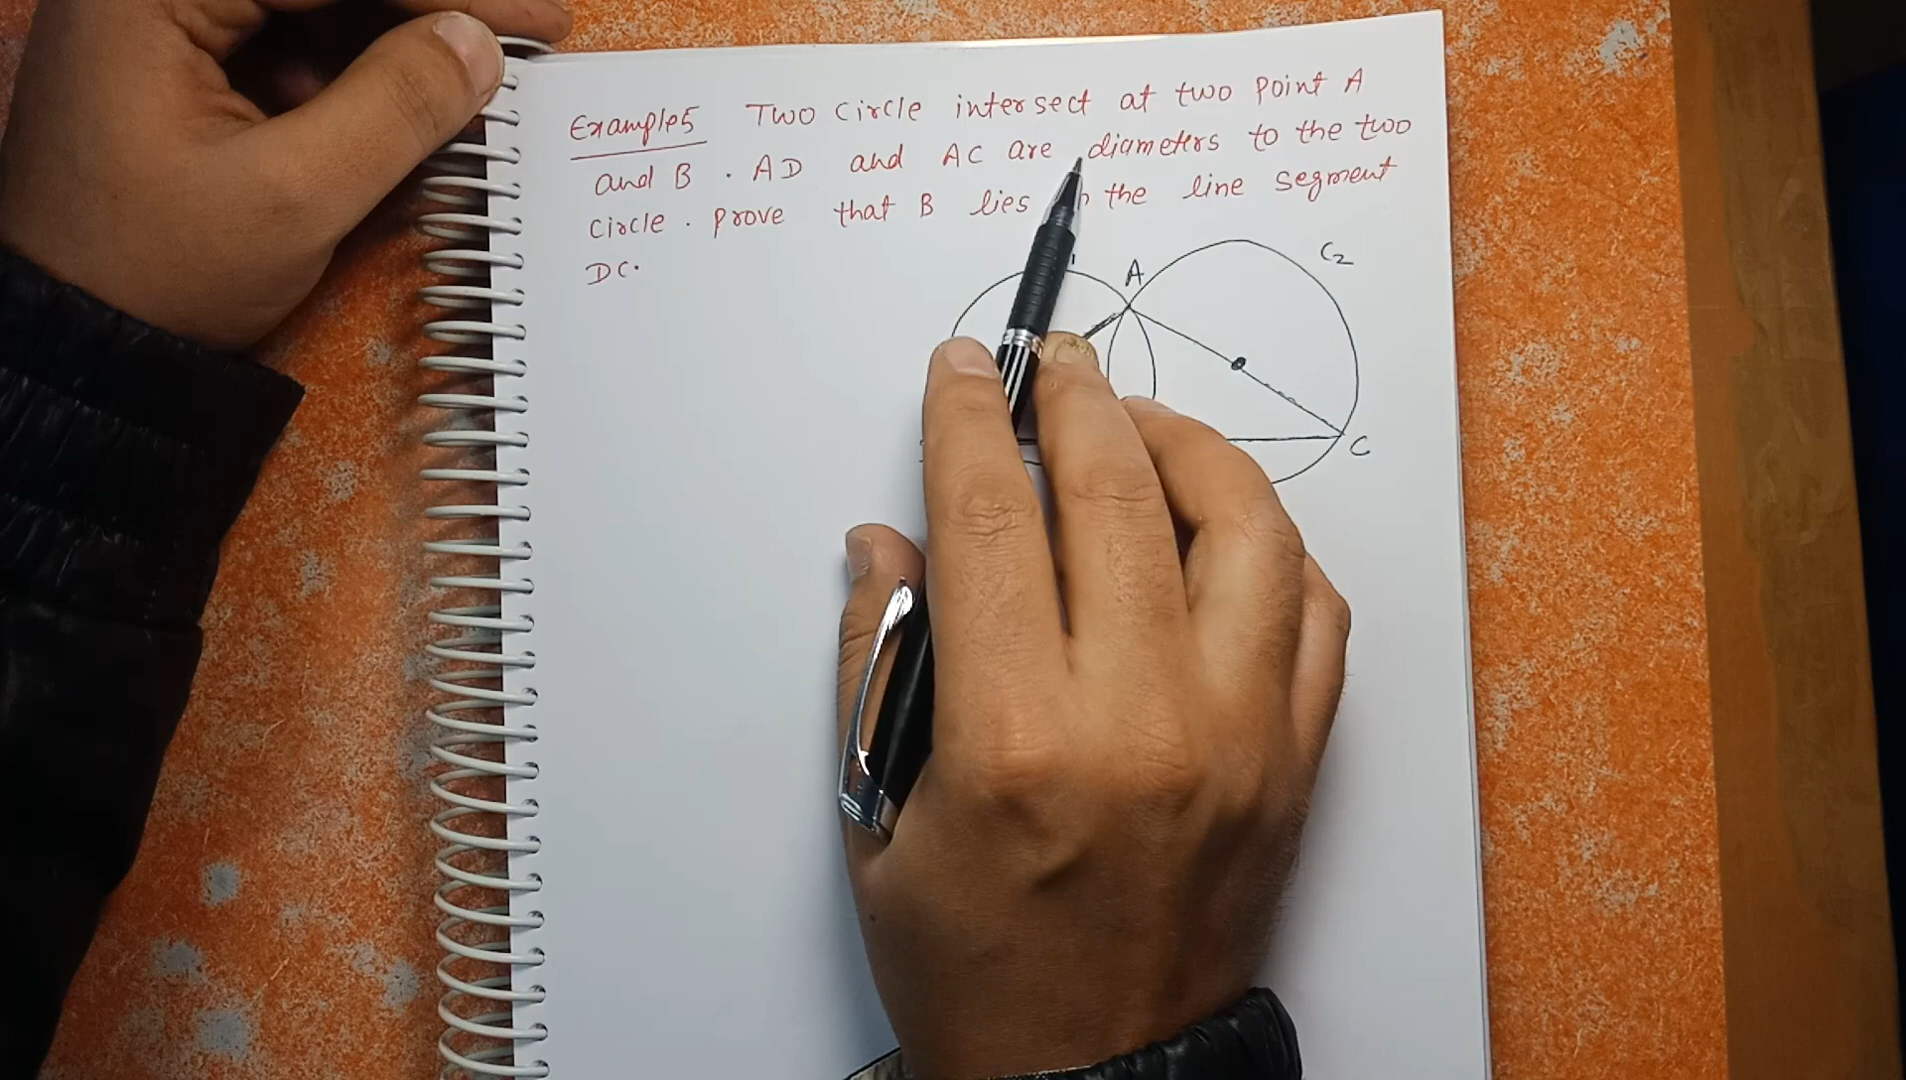 Example5 Two circle intersect at two point A
and B . AD and AC are diameters to the two
circle . prove that B lies the line segment
DC.
C2
A
C